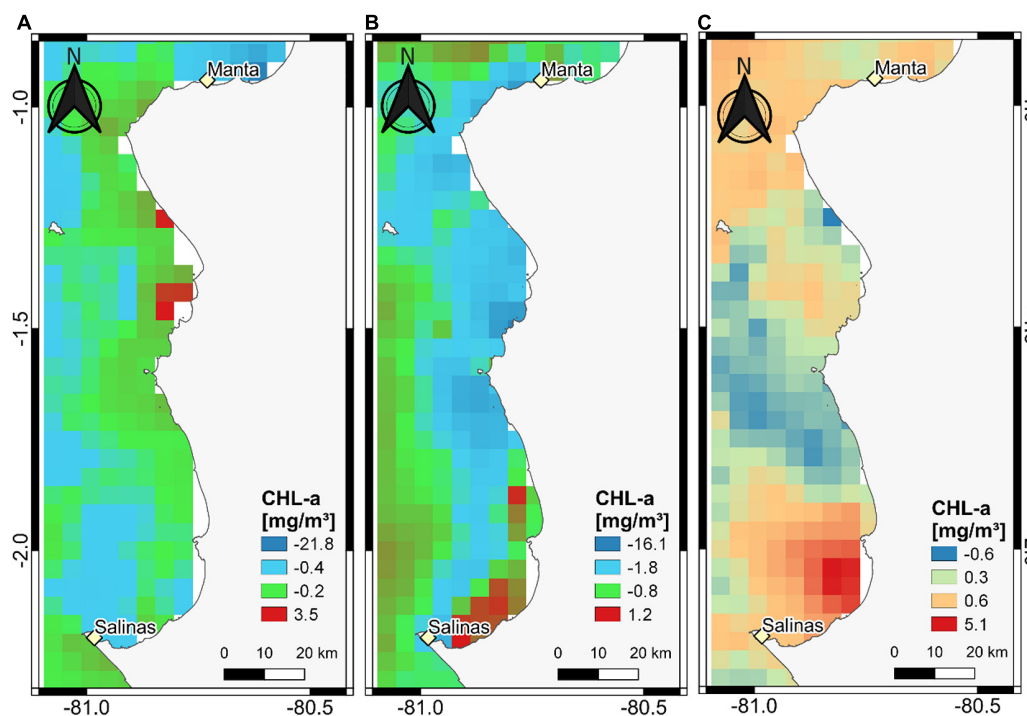 A
B
C
N
Manta
N
Manta
N
Manta
-1.0
-1.5
-2.0
CHL-a
[mg/m³]
-21.8
-0.4
-0.2
3.5
CHL-a
[mg/m³]
-16.1
-1.8
-0.8
1.2
CHL-a
[mg/m³]
-0.6
0.3
0.6
5.1
Salinas
Salinas
Salinas
0 10 20 km
0 10 20 km
0 10 20 km
-81.0
-80.5
-81.0
-80.5
-81.0
-80.5